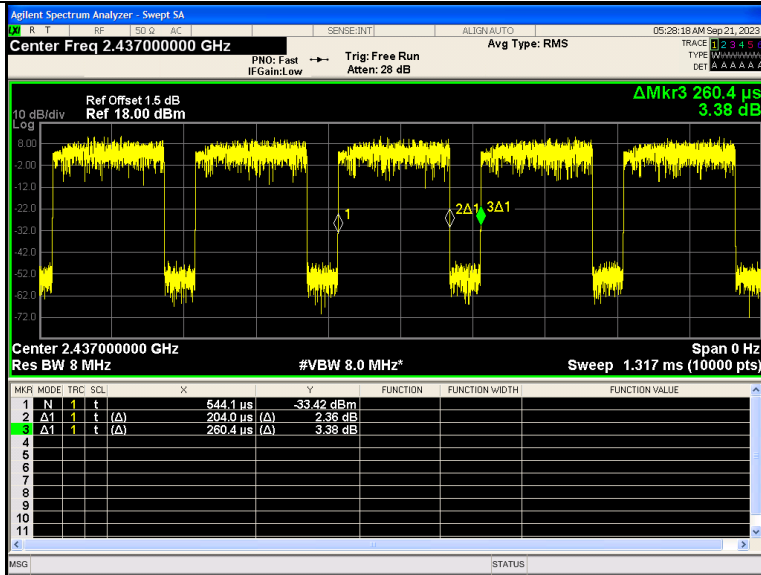 Agilent Spectrum Analyzer - Swept SA
LXI R T RF 50 Ω AC SENSE:INT ALIGN AUTO 05:28:18 AM Sep 21, 2023
Center Freq 2.437000000 GHz
Avg Type: RMS
TRACE 1 2 3 4 5 6
PNO: Fast Trig: Free Run
TYPE
IFGain:Low Atten: 28 dB
DET A A A A A A
ΔMkr3 260.4 µs
3.38 dB
Ref Offset 1.5 dB
10 dB/div Ref 18.00 dBm
Log
8.00
-2.00
-12.0
-22.0
-32.0
-42.0
-52.0
-62.0
-72.0
1
2Δ1
3Δ1
Center 2.437000000 GHz Span 0 Hz
Res BW 8 MHz #VBW 8.0 MHz* Sweep 1.317 ms (10000 pts)
MKR MODE TRC SCL X Y FUNCTION FUNCTION WIDTH FUNCTION VALUE
1 N 1 t 544.1 µs -33.42 dBm
2 Δ1 1 t (Δ) 204.0 µs (Δ) 2.36 dB
3 Δ1 1 t (Δ) 260.4 µs (Δ) 3.38 dB
4
5
6
7
8
9
10
11
MSG STATUS